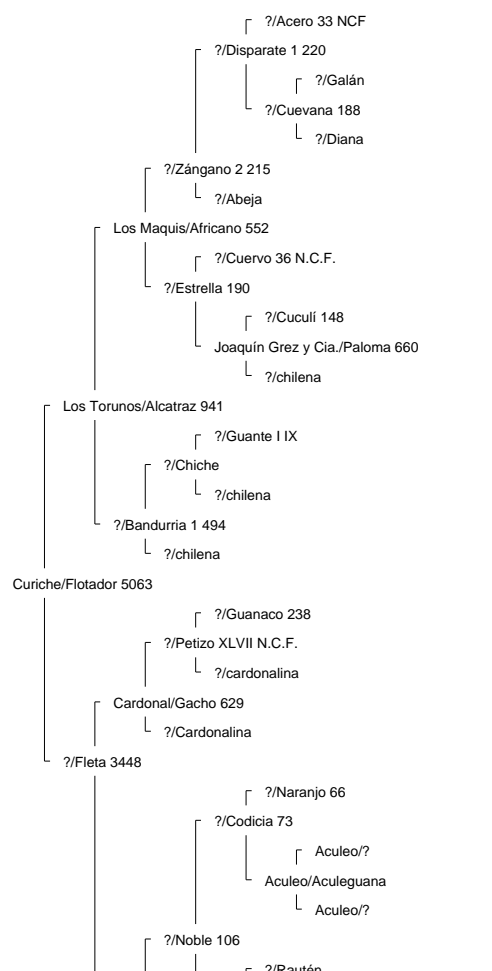 ?/Acero 33 NCF
?/Disparate 1 220
?/Galán
?/Cuevana 188
?/Diana
?/Zángano 2 215
?/Abeja
Los Maquis/Africano 552
?/Cuervo 36 N.C.F.
?/Estrella 190
?/Cuculí 148
Joaquín Grez y Cia./Paloma 660
?/chilena
Los Torunos/Alcatraz 941
?/Guante I IX
?/Chiche
?/chilena
?/Bandurria 1 494
?/chilena
Curiche/Flotador 5063
?/Guanaco 238
?/Petizo XLVII N.C.F.
?/cardonalina
Cardonal/Gacho 629
?/Cardonalina
?/Fleta 3448
?/Naranjo 66
?/Codicia 73
Aculeo/?
Aculeo/Aculeguana
Aculeo/?
?/Noble 106
?/Rautén